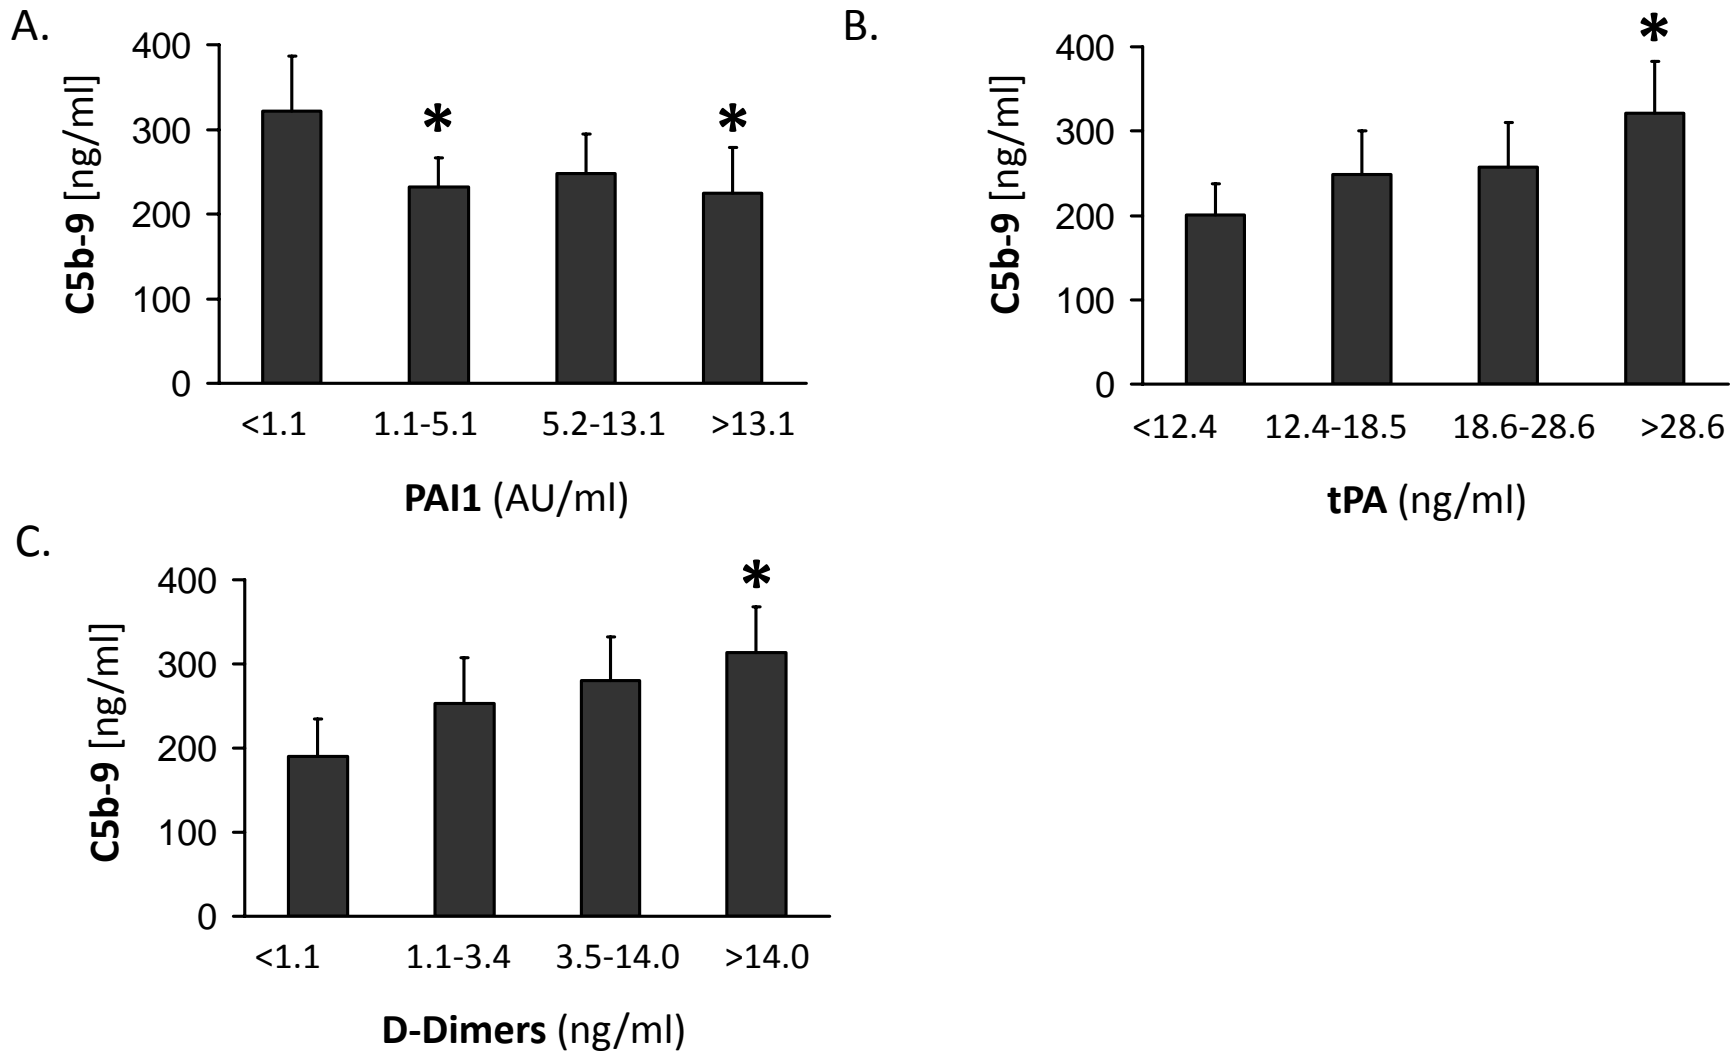 A.
400
300
200
100
0
C5b-9 [ng/ml]
*
*
<1.1 1.1-5.1 5.2-13.1 >13.1
PAI1 (AU/ml)
B.
400
300
200
100
0
C5b-9 [ng/ml]
*
<12.4 12.4-18.5 18.6-28.6 >28.6
tPA (ng/ml)
C.
400
300
200
100
0
C5b-9 [ng/ml]
*
<1.1 1.1-3.4 3.5-14.0 >14.0
D-Dimers (ng/ml)